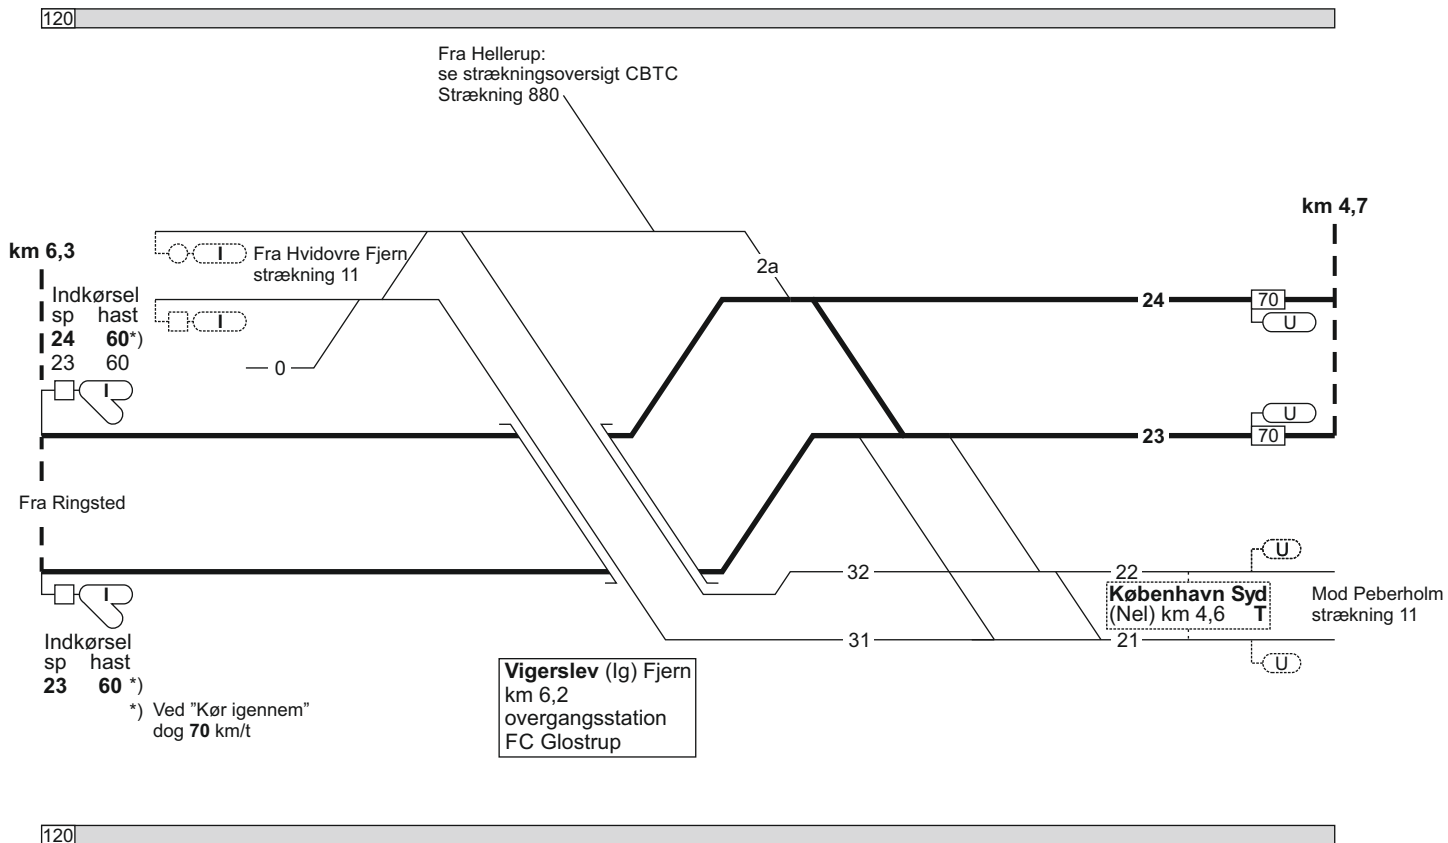 120
Fra Hellerup:
se strækningsoversigt CBTC
Strækning 880
km 4,7
km 6,3
I Fra Hvidovre Fjern
strækning 11
2a
Indkørsel
sp hast
24 60*)
23 60
I
24
70
U
0
I
U
23
70
Fra Ringsted
U
32
22
I
København Syd
(Nel) km 4,6 T
Mod Peberholm
strækning 11
Indkørsel
sp hast
23 60 *)
*) Ved ”Kør igennem”
dog 70 km/t
31
21
U
Vigerslev (Ig) Fjern
km 6,2
overgangsstation
FC Glostrup
120